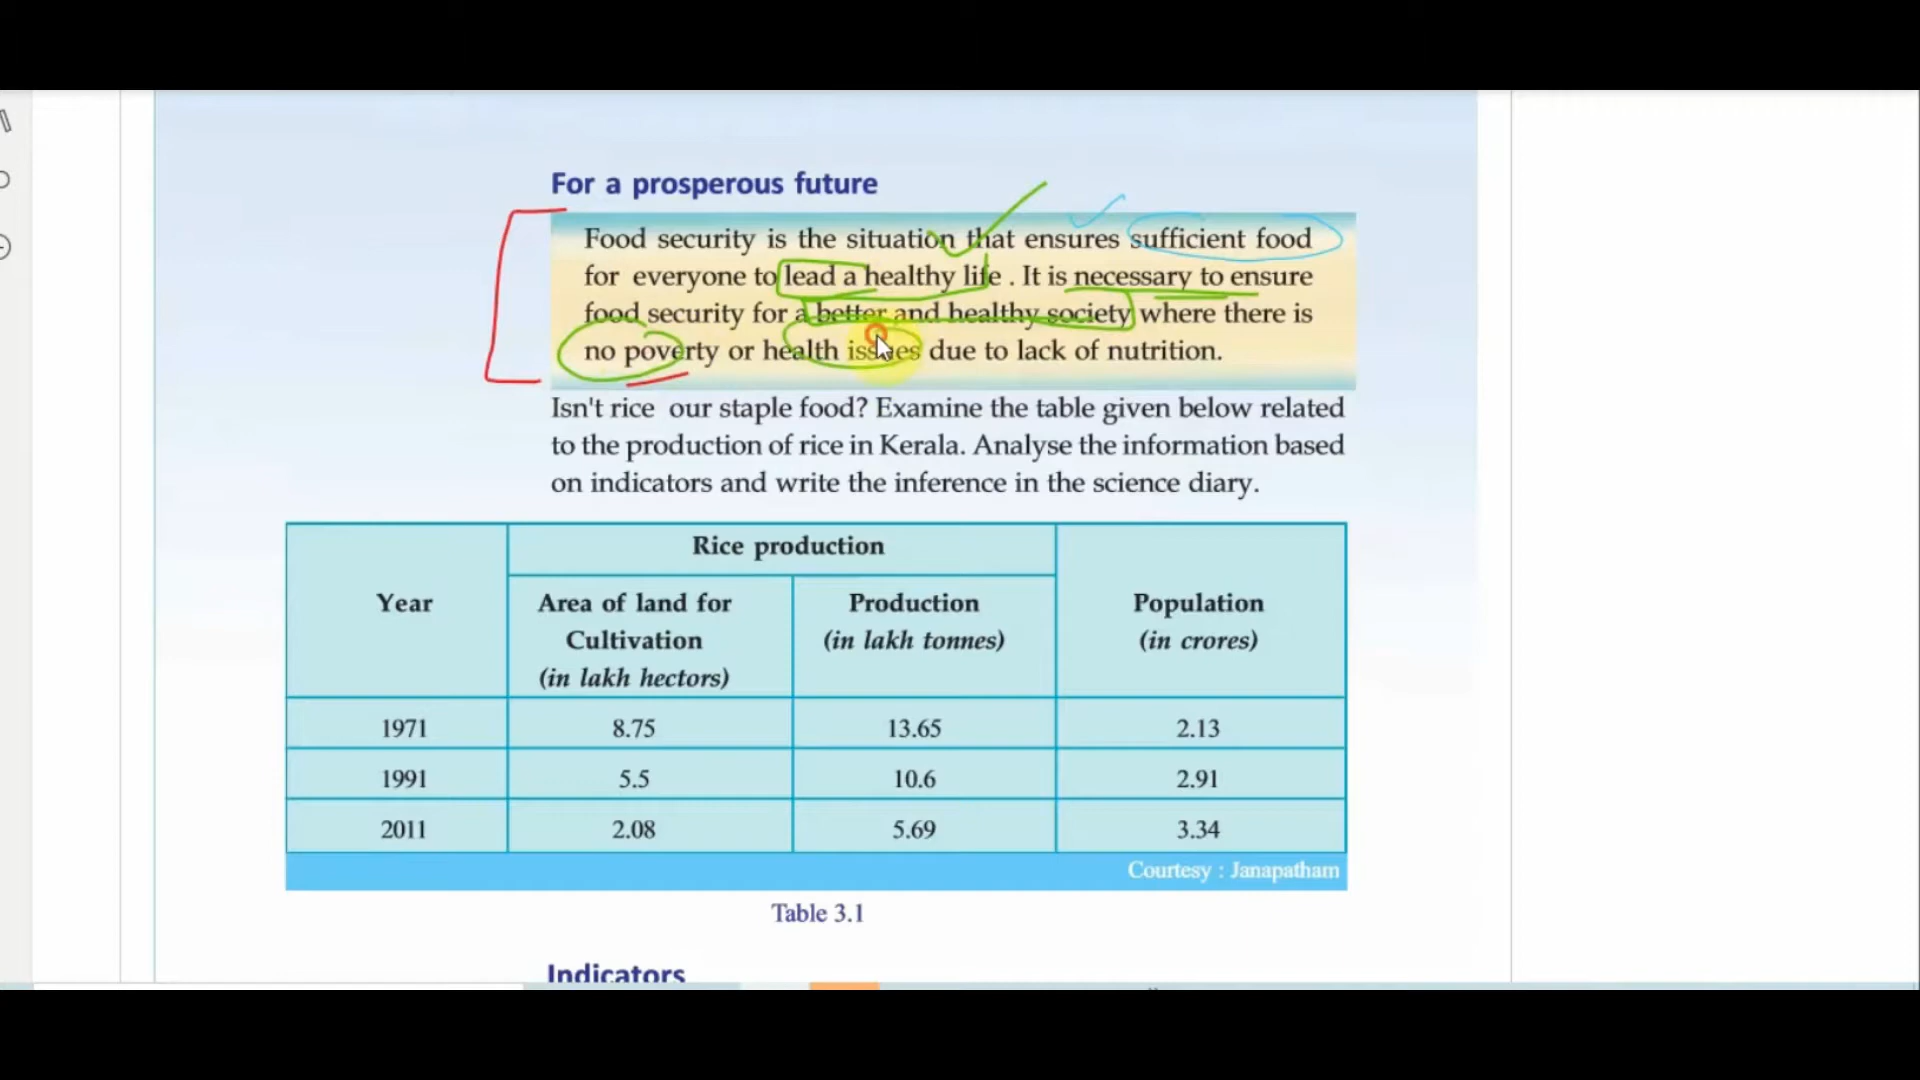 For a prosperous future
Food security is the situation that ensures sufficient food
for everyone to lead a healthy life . It is necessary to ensure
food security for a better and healthy society where there is
no poverty or health issues due to lack of nutrition.
Isn't rice our staple food? Examine the table given below related
to the production of rice in Kerala. Analyse the information based
on indicators and write the inference in the science diary.
Rice production
Year
Area of land for
Cultivation
(in lakh hectors)
Production
(in lakh tonnes)
Population
(in crores)
1971 8.75 13.65 2.13
1991 5.5 10.6 2.91
2011 2.08 5.69 3.34
Courtesy : Janapatham
Table 3.1
Indicators